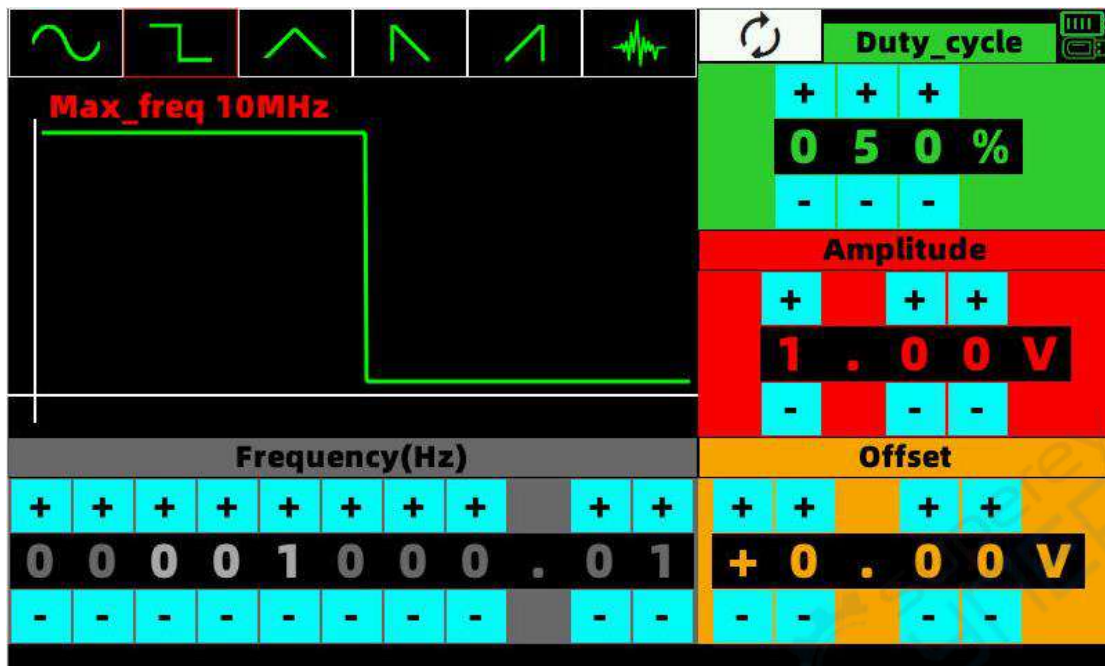 Duty_cycle
Max_freq 10MHz
+ + +
0 5 0 %
- - -
Amplitude
+ + +
1 . 0 0 V
- - -
Frequency(Hz)
+ + + + + + + + + +
0 0 0 0 1 0 0 0 . 0 1
- - - - - - - - - -
Offset
+ + + +
+ 0 . 0 0 V
- - - -